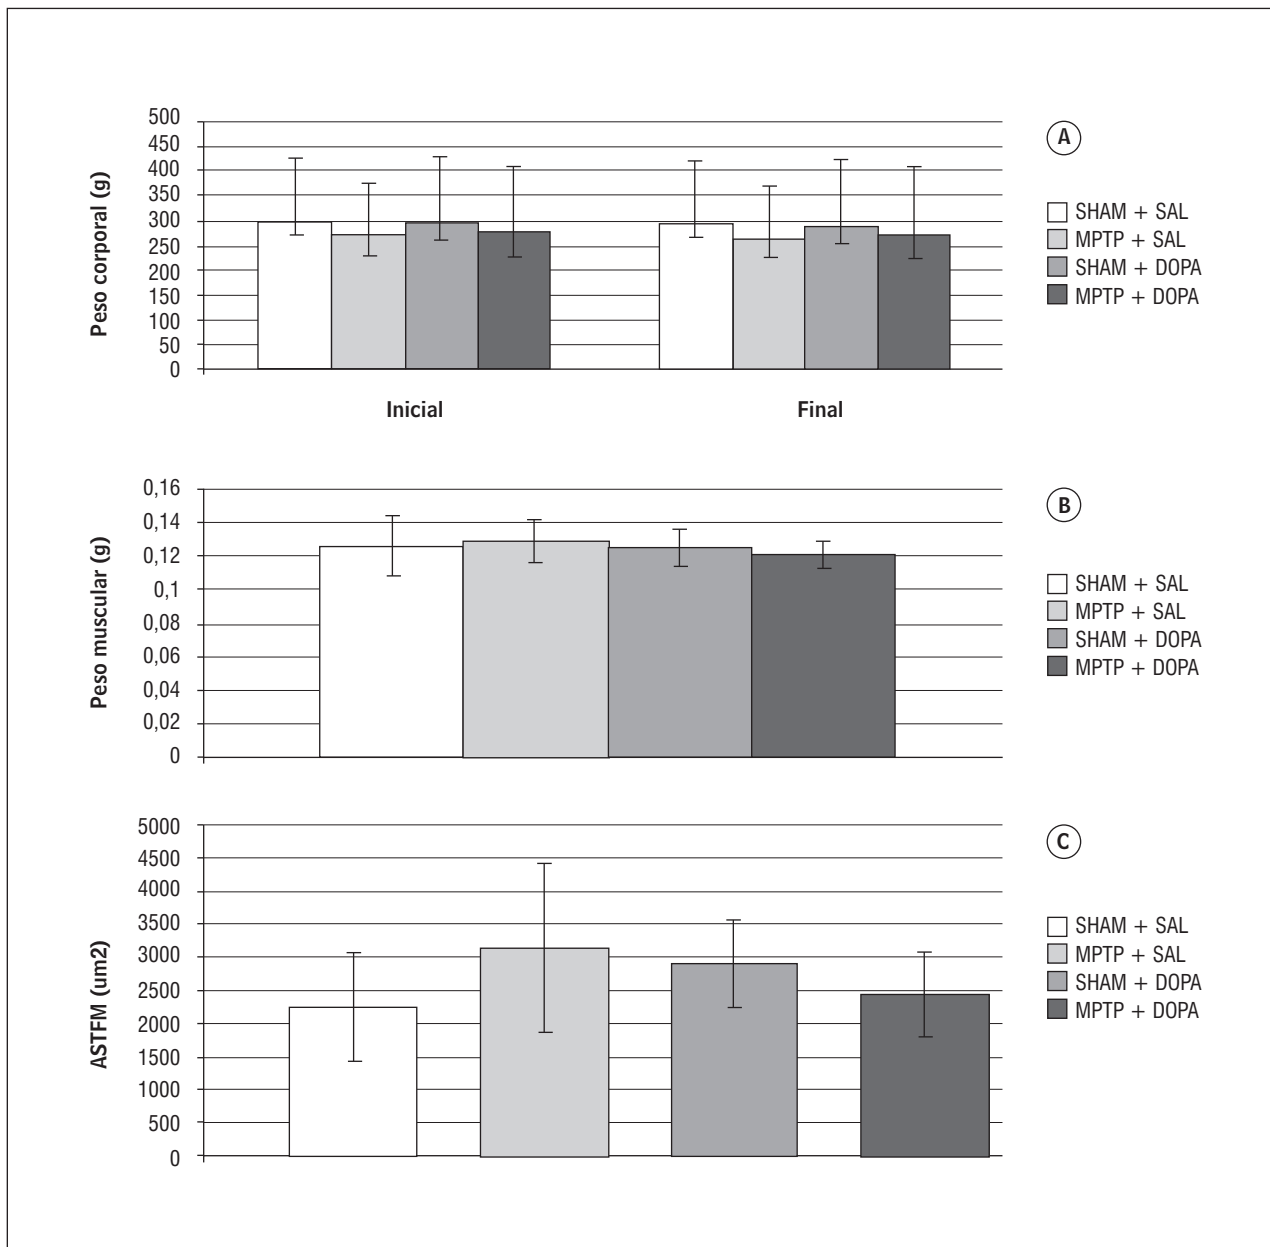 Peso corporal (g)
500
450
400
350
300
250
200
150
100
50
0
Inicial
Final
A
SHAM + SAL
MPTP + SAL
SHAM + DOPA
MPTP + DOPA
Peso muscular (g)
0,16
0,14
0,12
0,1
0,08
0,06
0,04
0,02
0
B
SHAM + SAL
MPTP + SAL
SHAM + DOPA
MPTP + DOPA
ASTFM (um2)
5000
4500
4000
3500
3000
2500
2000
1500
1000
500
0
C
SHAM + SAL
MPTP + SAL
SHAM + DOPA
MPTP + DOPA